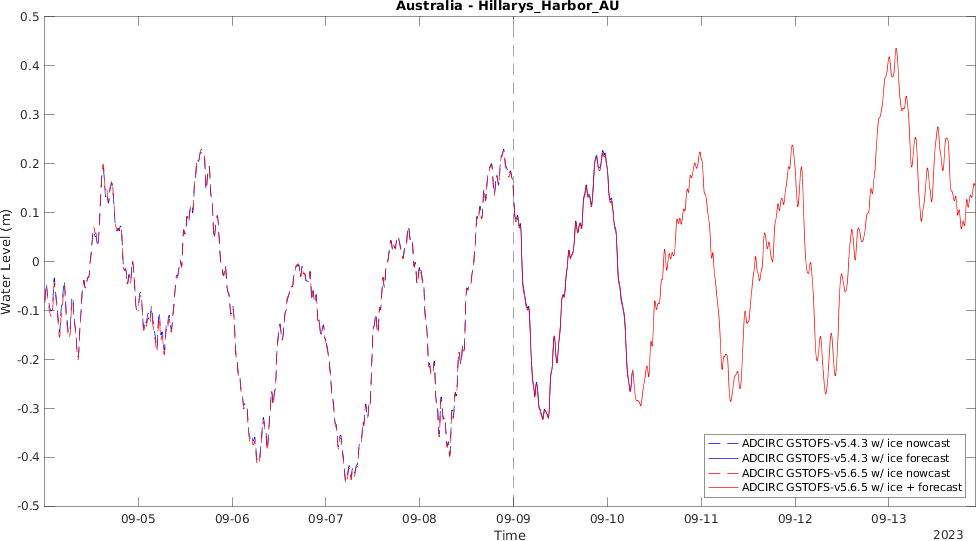 Australia - Hillarys_Harbor_AU
0.5
0.4
0.3
0.2
0.1
0
-0.1
-0.2
-0.3
-0.4
-0.5
Water Level (m)
09-05 09-06 09-07 09-08 09-09 09-10 09-11 09-12 09-13
Time
2023
ADCIRC GSTOFS-v5.4.3 w/ ice nowcast
ADCIRC GSTOFS-v5.4.3 w/ ice forecast
ADCIRC GSTOFS-v5.6.5 w/ ice nowcast
ADCIRC GSTOFS-v5.6.5 w/ ice + forecast